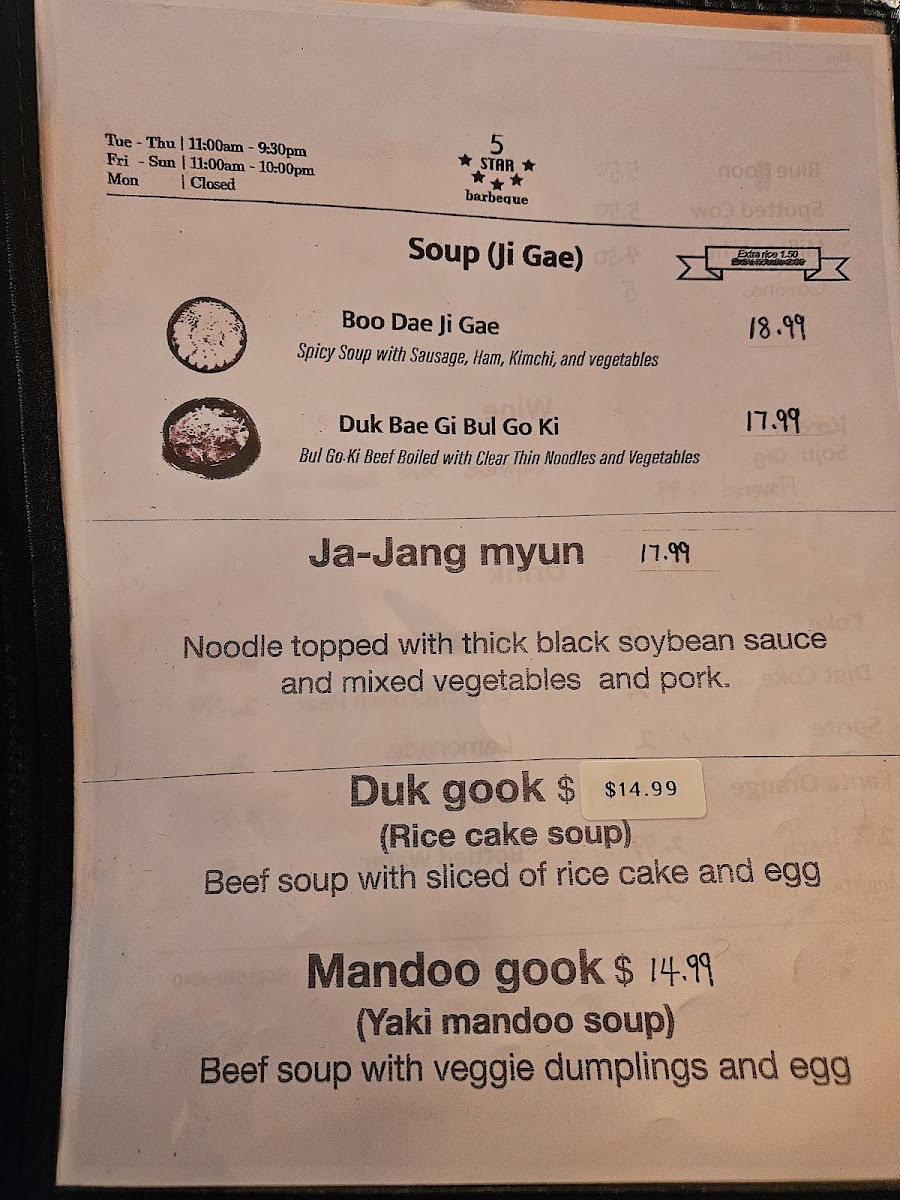 Tue - Thu | 11:00am - 9:30pm
Fri - Sun | 11:00am - 10:00pm
Mon | Closed
5
STAR
barbeque
Soup (Ji Gae)
Extra rice 1.50
Boo Dae Ji Gae 18.99
Spicy Soup with Sausage, Ham, Kimchi, and vegetables
Duk Bae Gi Bul Go Ki 17.99
Bul Go-Ki Beef Boiled with Clear Thin Noodles and Vegetables
Ja-Jang myun 17.99
Noodle topped with thick black soybean sauce
and mixed vegetables and pork.
Duk gook $ $14.99
(Rice cake soup)
Beef soup with sliced of rice cake and egg
Mandoo gook $ 14.99
(Yaki mandoo soup)
Beef soup with veggie dumplings and egg